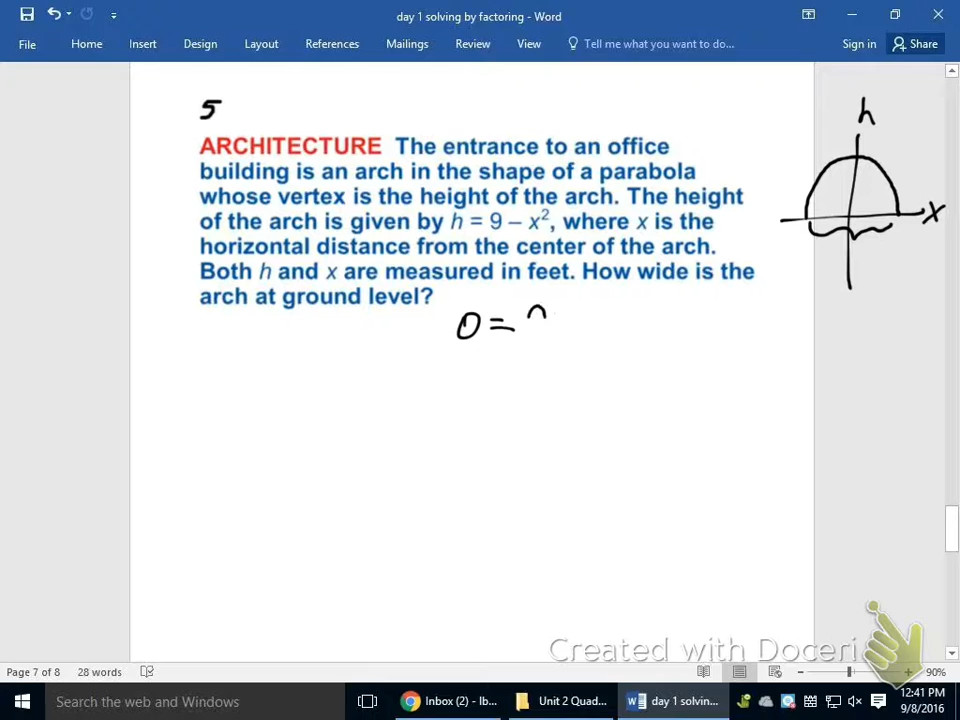 day 1 solving by factoring - Word
File Home Insert Design Layout References Mailings Review View Tell me what you want to do... Sign in Share
5
ARCHITECTURE The entrance to an office
building is an arch in the shape of a parabola
whose vertex is the height of the arch. The height
of the arch is given by h = 9 – x², where x is the
horizontal distance from the center of the arch.
Both h and x are measured in feet. How wide is the
arch at ground level?
0 =
h
x
Created with Doceri
Page 7 of 8 28 words 90%
Search the web and Windows Inbox (2) - Ib... Unit 2 Quad... day 1 solvin... 12:41 PM
9/8/2016